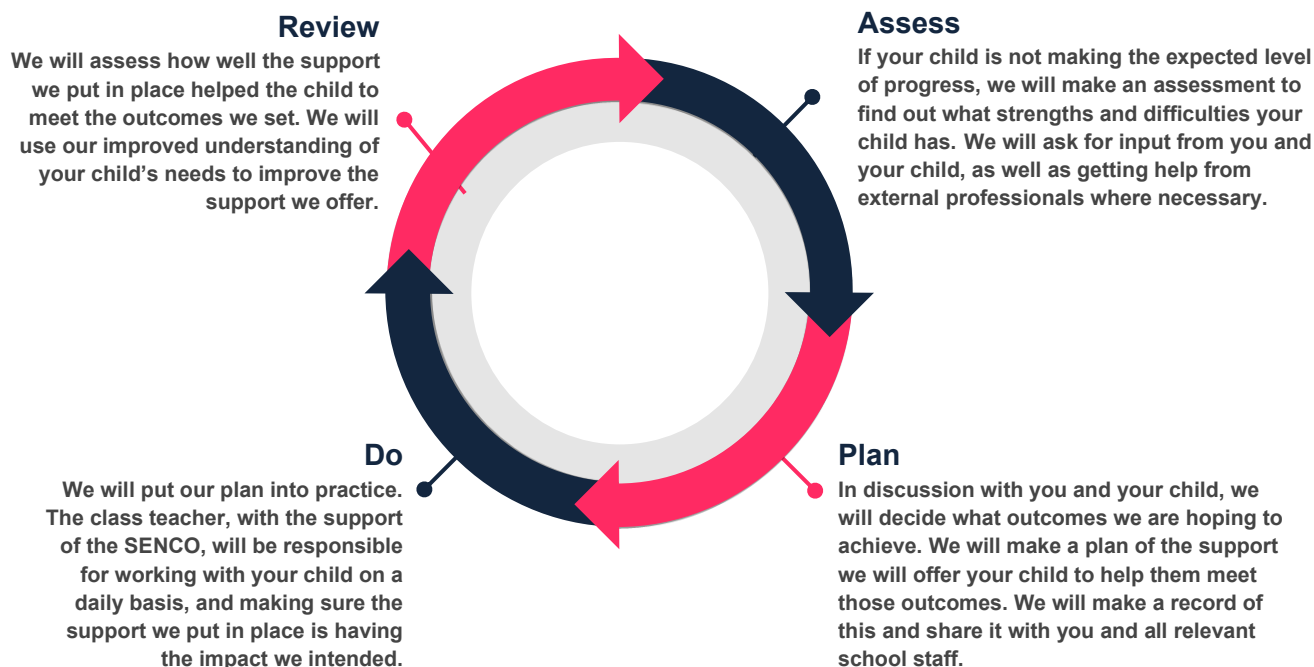 Review
We will assess how well the support
we put in place helped the child to
meet the outcomes we set. We will
use our improved understanding of
your child’s needs to improve the
support we offer.
Assess
If your child is not making the expected level
of progress, we will make an assessment to
find out what strengths and difficulties your
child has. We will ask for input from you and
your child, as well as getting help from
external professionals where necessary.
Do
We will put our plan into practice.
The class teacher, with the support
of the SENCO, will be responsible
for working with your child on a
daily basis, and making sure the
support we put in place is having
the impact we intended.
Plan
In discussion with you and your child, we
will decide what outcomes we are hoping to
achieve. We will make a plan of the support
we will offer your child to help them meet
those outcomes. We will make a record of
this and share it with you and all relevant
school staff.